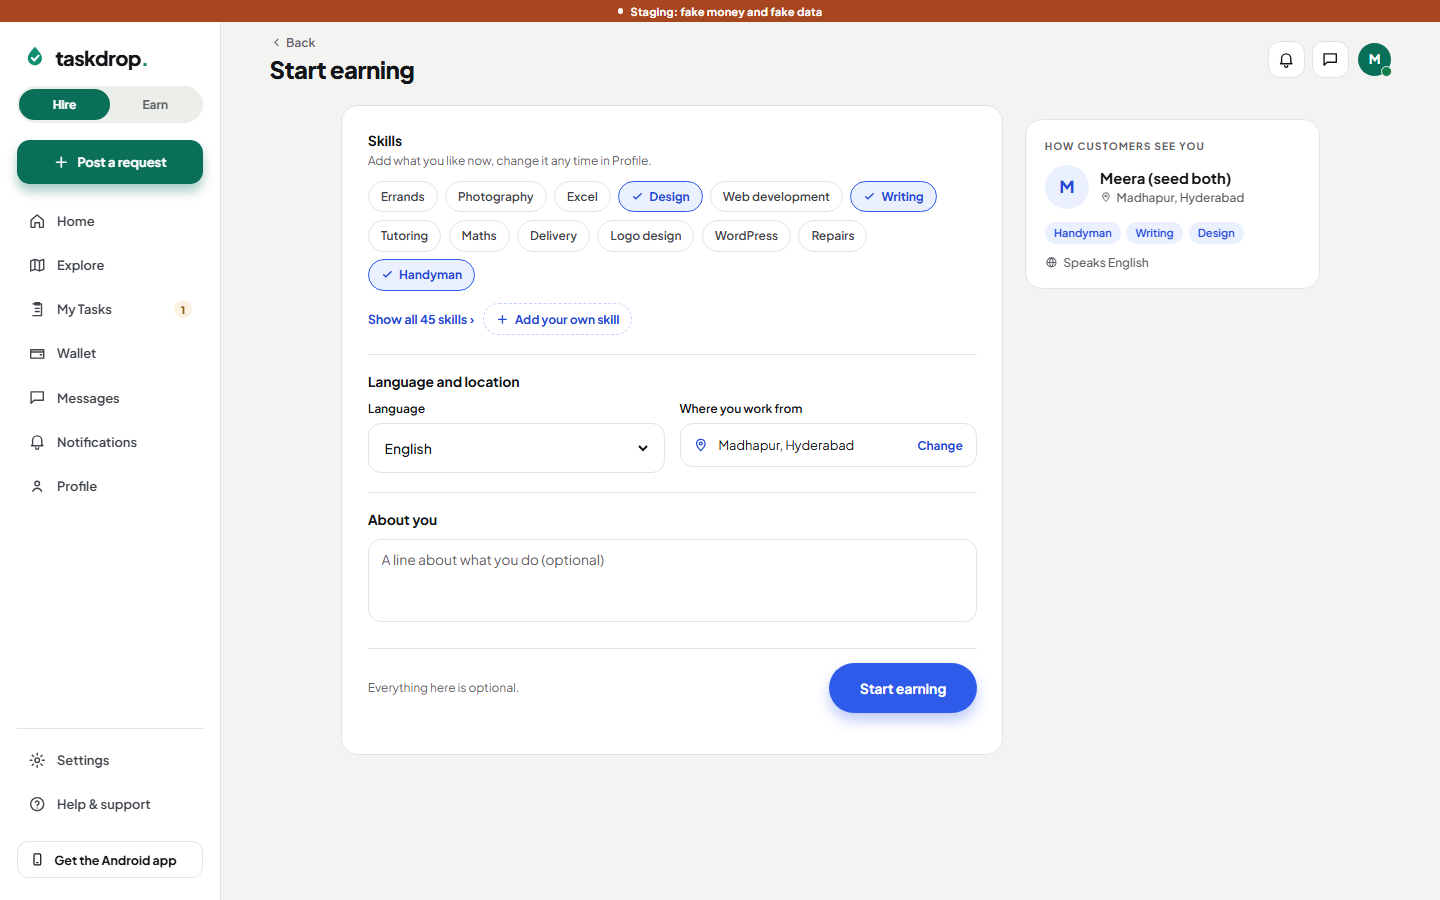 Staging: fake money and fake data
taskdrop.
Hire Earn
Post a request
Home
Explore
My Tasks 1
Wallet
Messages
Notifications
Profile
Settings
Help & support
Get the Android app
Back
Start earning
M
Skills
Add what you like now, change it any time in Profile.
Errands Photography Excel Design Web development Writing
Tutoring Maths Delivery Logo design WordPress Repairs
Handyman
Show all 45 skills › + Add your own skill
Language and location
Language Where you work from
English Madhapur, Hyderabad Change
About you
A line about what you do (optional)
Everything here is optional. Start earning
HOW CUSTOMERS SEE YOU
M Meera (seed both)
Madhapur, Hyderabad
Handyman Writing Design
Speaks English